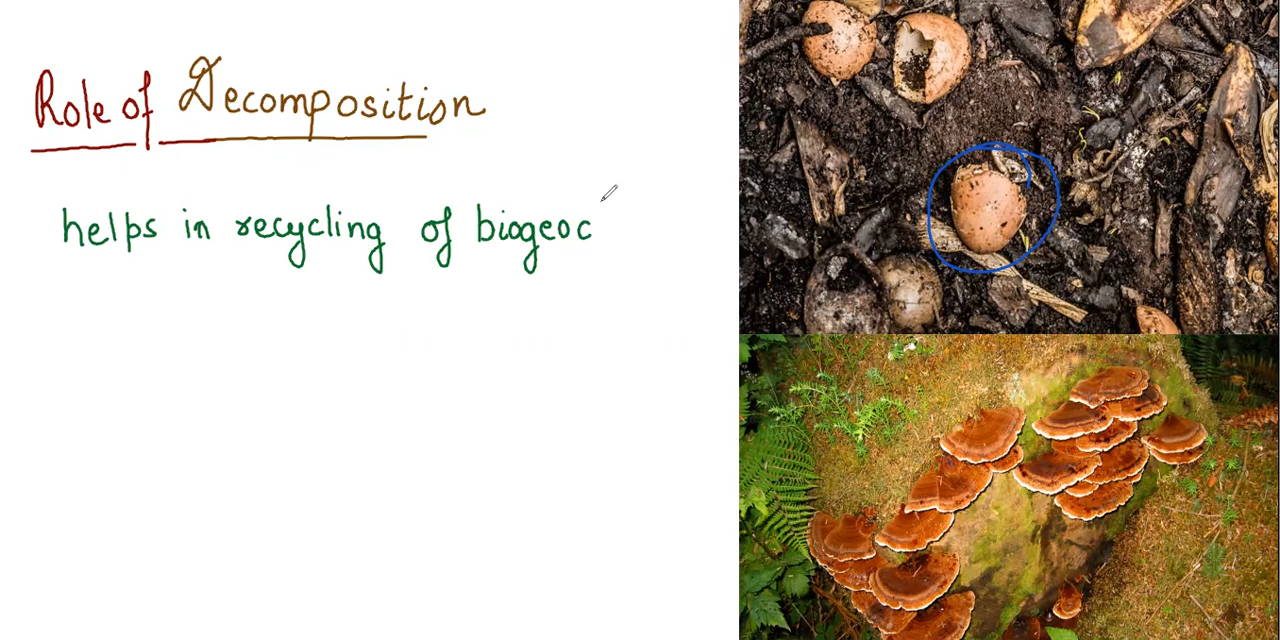 Role of Decomposition
helps in recycling of biogeoc